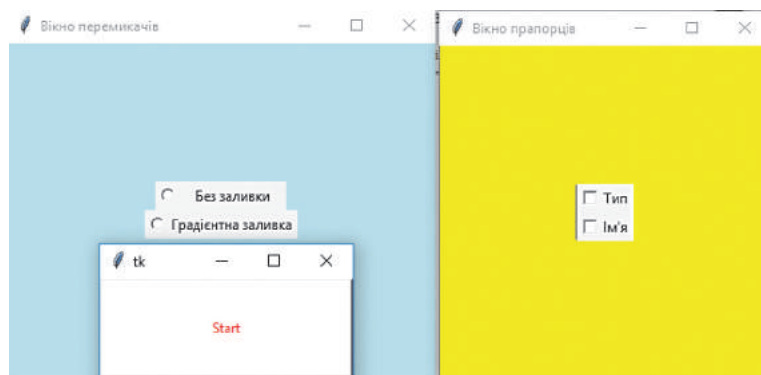 Вікно перемикачів
Без заливки
Градієнтна заливка
tk
Start
Вікно прапорців
Тип
Ім'я